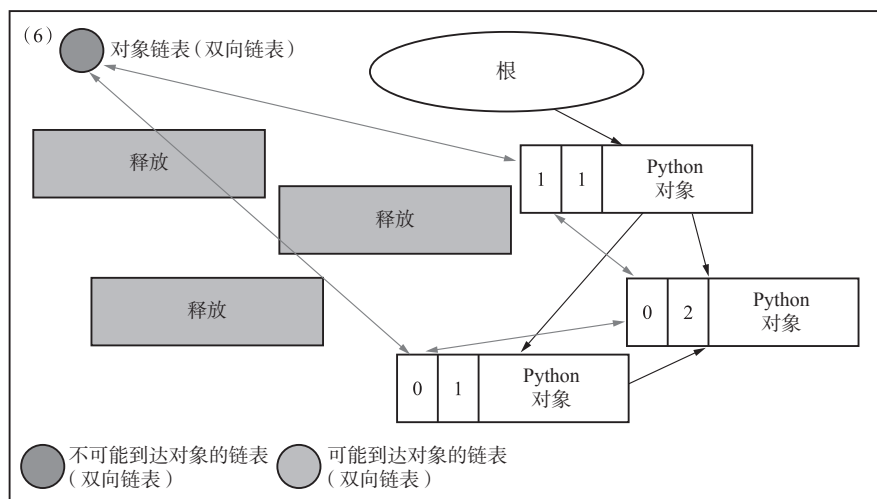 (6)
对象链表(双向链表)
根
释放
1 1 Python
对象
释放
释放
0 2 Python
对象
0 1 Python
对象
不可能到达对象的链表
(双向链表)
可能到达对象的链表
(双向链表)